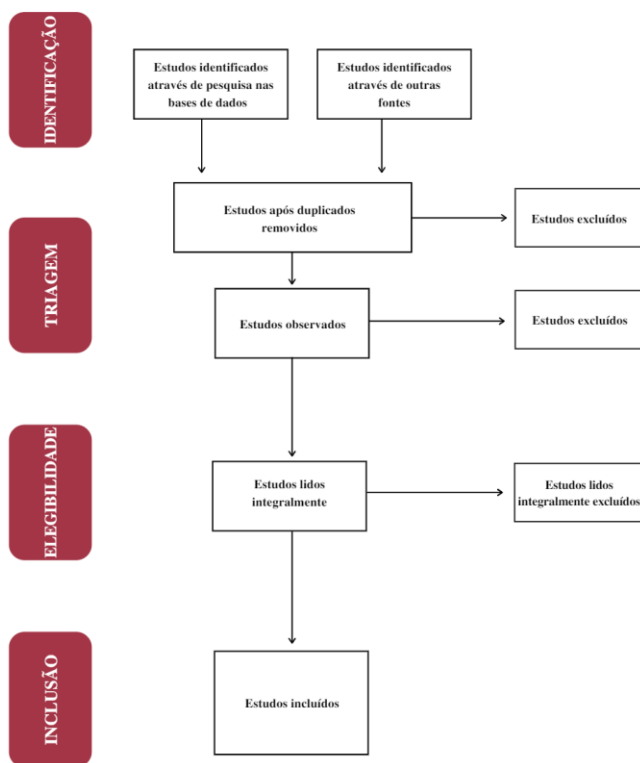 IDENTIFICAÇÃO
Estudos identificados
através de pesquisa nas
bases de dados
Estudos identificados
através de outras
fontes
TRIAGEM
Estudos após duplicados
removidos
Estudos excluídos
Estudos observados
Estudos excluídos
ELEGIBILIDADE
Estudos lidos
integralmente
Estudos lidos
integralmente excluídos
INCLUSÃO
Estudos incluídos